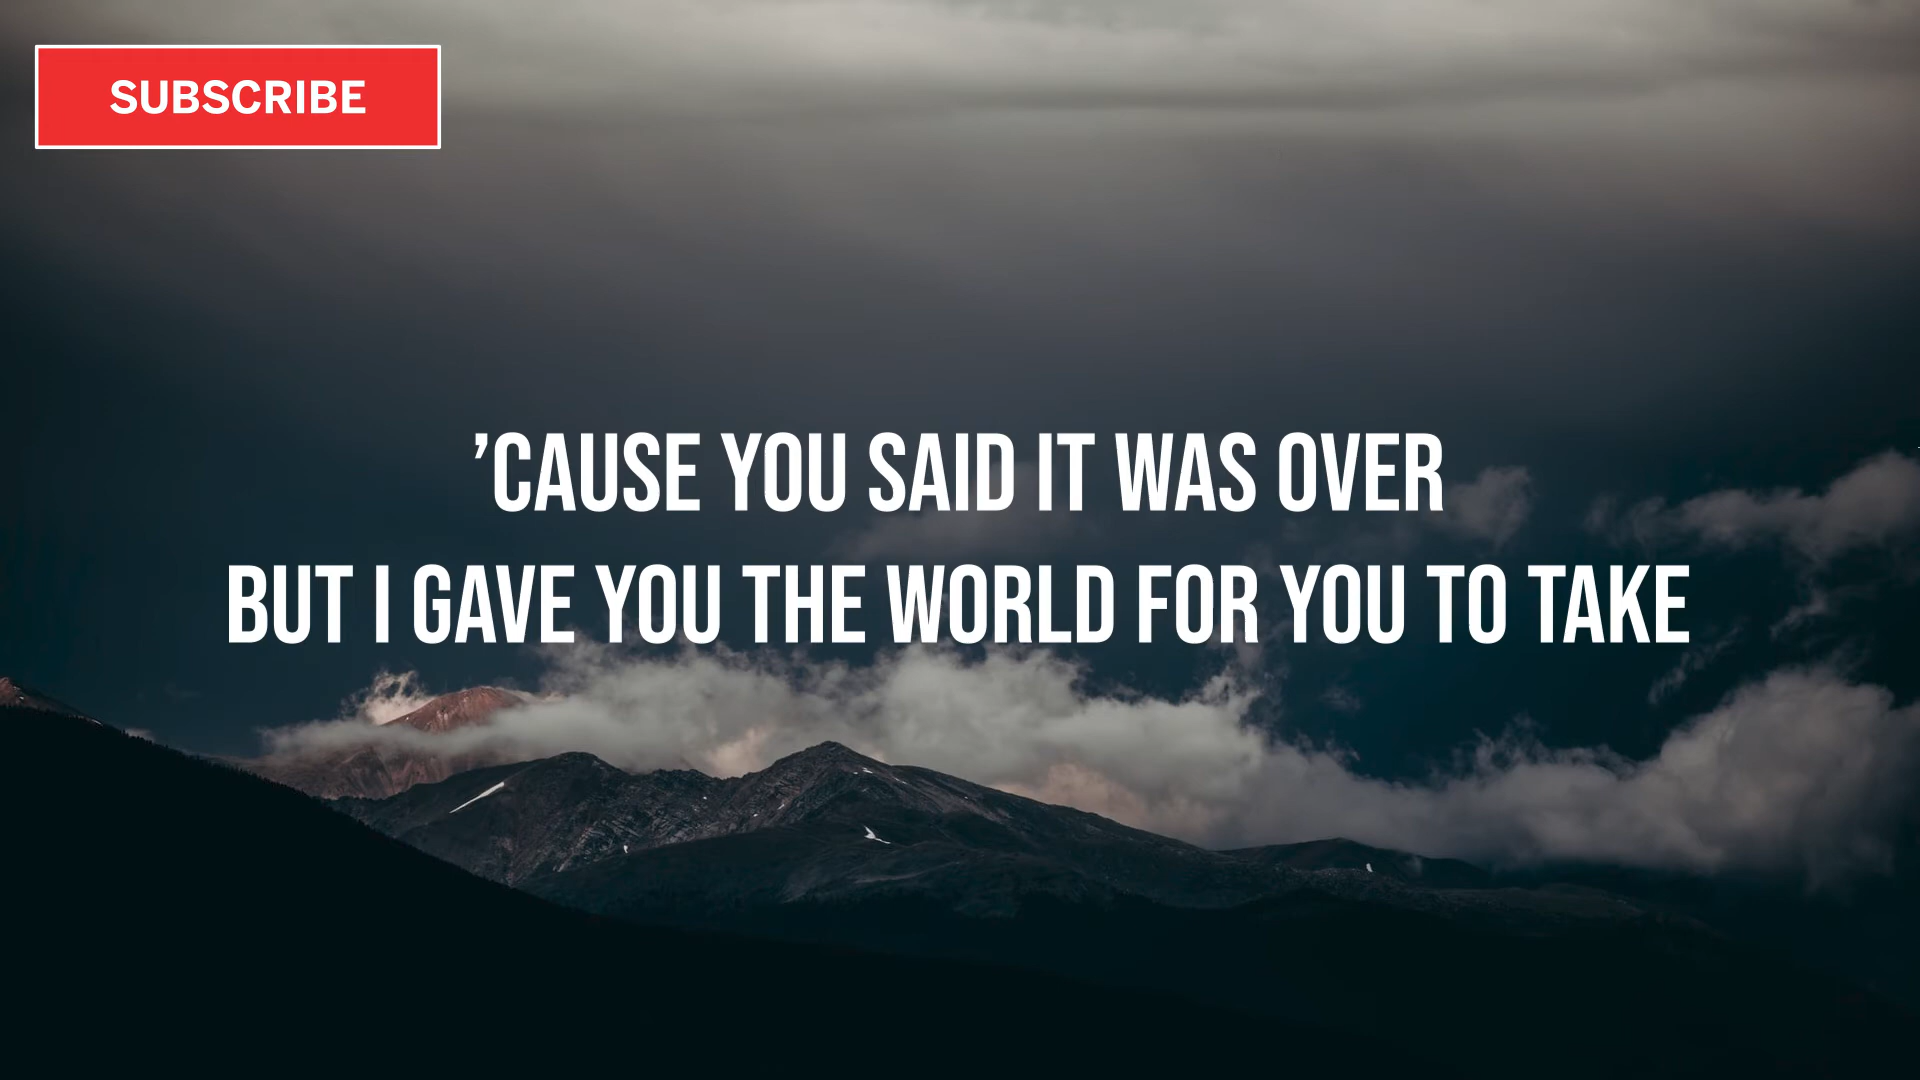 SUBSCRIBE
’CAUSE YOU SAID IT WAS OVER
BUT I GAVE YOU THE WORLD FOR YOU TO TAKE